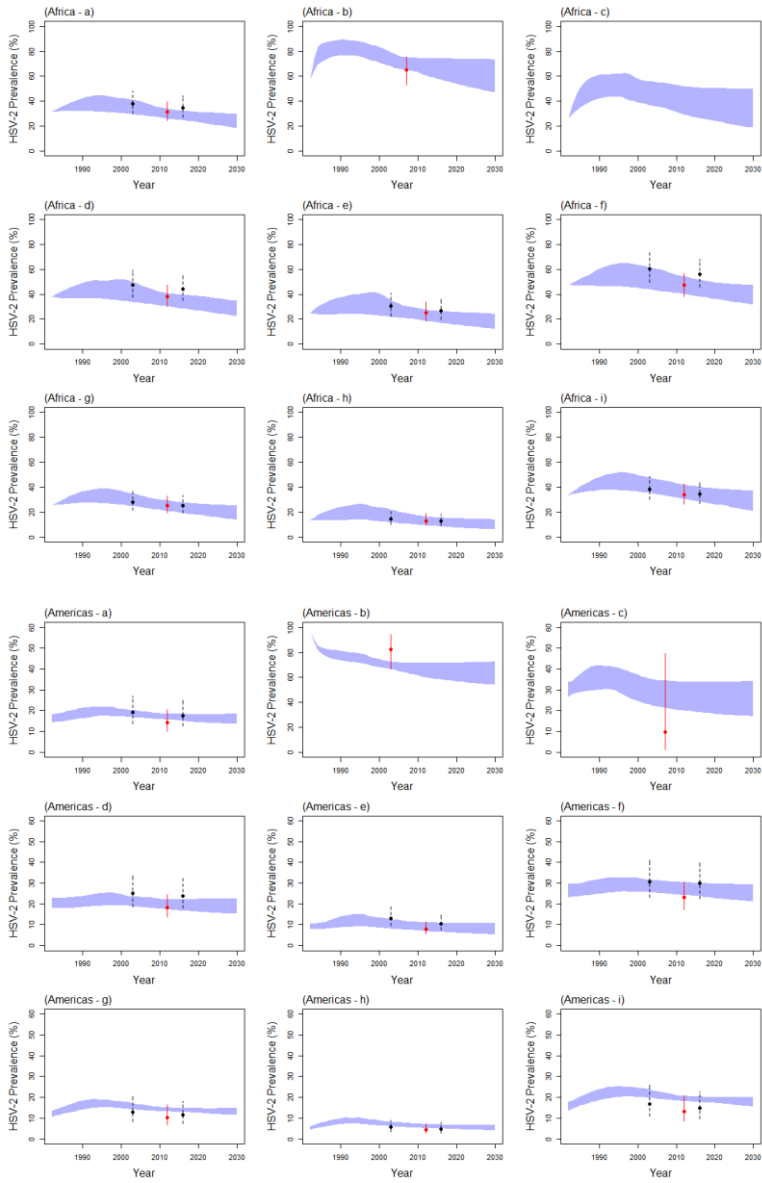 (Africa - a) (Africa - b) (Africa - c)
HSV-2 Prevalence (%) HSV-2 Prevalence (%) HSV-2 Prevalence (%)
0 20 40 60 80 100 0 20 40 60 80 100 0 20 40 60 80 100
1990 2000 2010 2020 2030 1990 2000 2010 2020 2030 1990 2000 2010 2020 2030
Year Year Year
(Africa - d) (Africa - e) (Africa - f)
HSV-2 Prevalence (%) HSV-2 Prevalence (%) HSV-2 Prevalence (%)
0 20 40 60 80 100 0 20 40 60 80 100 0 20 40 60 80 100
1990 2000 2010 2020 2030 1990 2000 2010 2020 2030 1990 2000 2010 2020 2030
Year Year Year
(Africa - g) (Africa - h) (Africa - i)
HSV-2 Prevalence (%) HSV-2 Prevalence (%) HSV-2 Prevalence (%)
0 20 40 60 80 100 0 20 40 60 80 100 0 20 40 60 80 100
1990 2000 2010 2020 2030 1990 2000 2010 2020 2030 1990 2000 2010 2020 2030
Year Year Year
(Americas - a) (Americas - b) (Americas - c)
HSV-2 Prevalence (%) HSV-2 Prevalence (%) HSV-2 Prevalence (%)
0 10 20 30 40 50 60 0 20 40 60 80 100 0 10 20 30 40 50 60
1990 2000 2010 2020 2030 1990 2000 2010 2020 2030 1990 2000 2010 2020 2030
Year Year Year
(Americas - d) (Americas - e) (Americas - f)
HSV-2 Prevalence (%) HSV-2 Prevalence (%) HSV-2 Prevalence (%)
0 10 20 30 40 50 60 0 10 20 30 40 50 60 0 10 20 30 40 50 60
1990 2000 2010 2020 2030 1990 2000 2010 2020 2030 1990 2000 2010 2020 2030
Year Year Year
(Americas - g) (Americas - h) (Americas - i)
HSV-2 Prevalence (%) HSV-2 Prevalence (%) HSV-2 Prevalence (%)
0 10 20 30 40 50 60 0 10 20 30 40 50 60 0 10 20 30 40 50 60
1990 2000 2010 2020 2030 1990 2000 2010 2020 2030 1990 2000 2010 2020 2030
Year Year Year